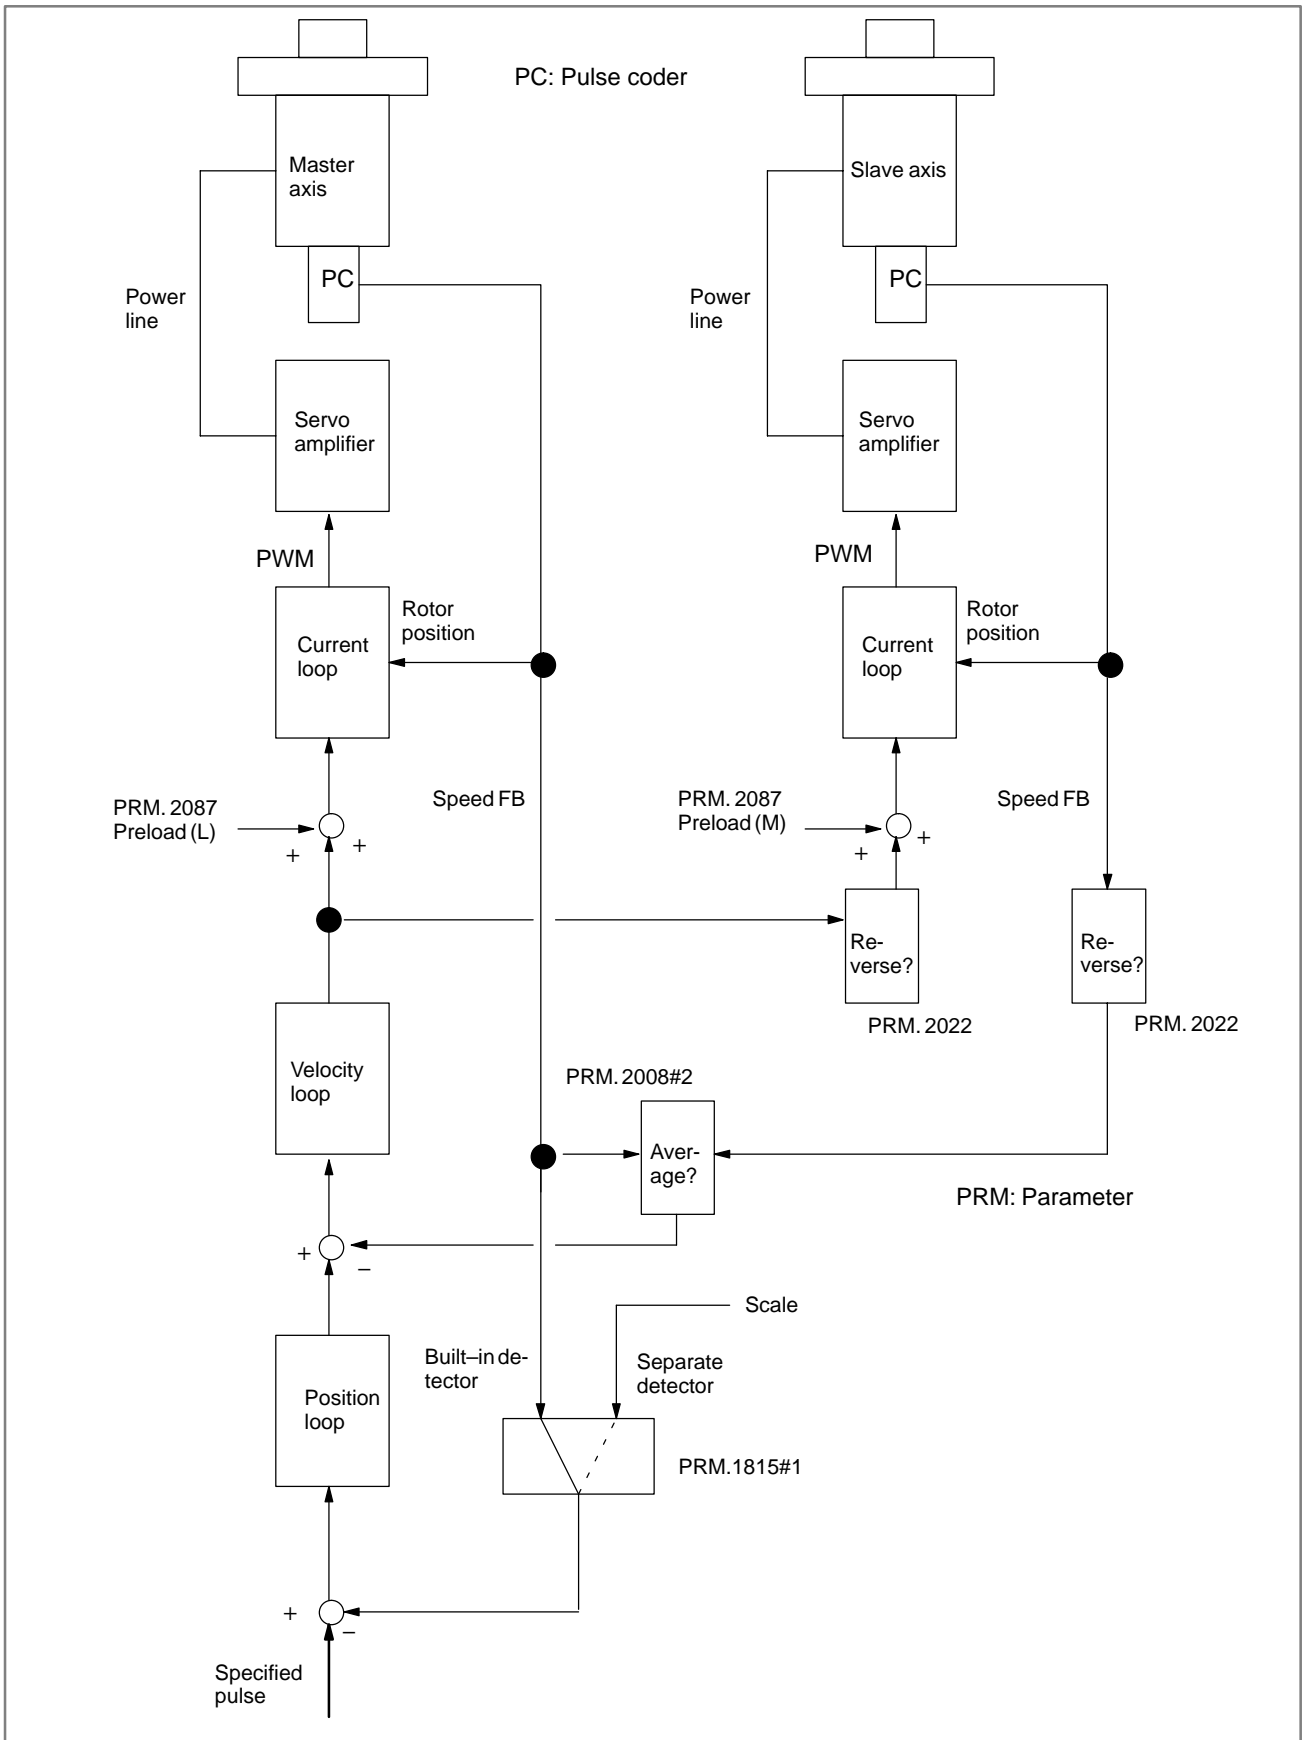 PC: Pulse coder
Master
axis
Slave axis
PC
PC
Power
line
Power
line
Servo
amplifier
Servo
amplifier
PWM
PWM
Rotor
position
Rotor
position
Current
loop
Current
loop
PRM. 2087
Preload (L)
Speed FB
PRM. 2087
Preload (M)
Speed FB
+
+
+
+
Re-
verse?
Re-
verse?
PRM. 2022
PRM. 2022
Velocity
loop
PRM. 2008#2
Aver-
age?
PRM: Parameter
+
–
Scale
Built–in de-
tector
Separate
detector
Position
loop
PRM.1815#1
+
–
Specified
pulse